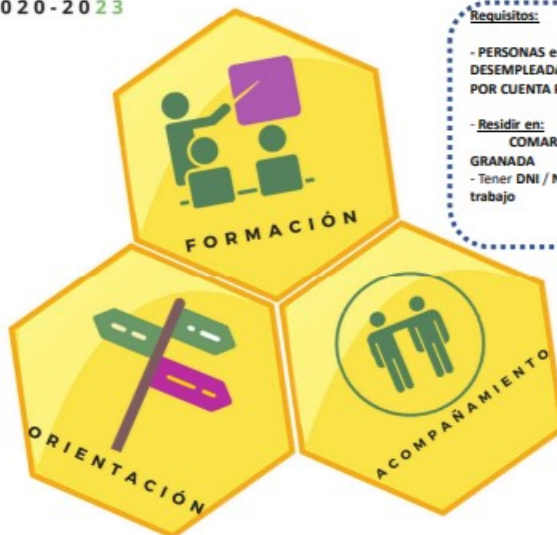 020-2023
Requisitos:
- PERSONAS
DESEMPLEAD
POR CUENTA
- Residir en:
COMAR
GRANADA
- Tener DNI /
trabajo
FORMACIÓN
ORIENTACIÓN
ACOMPAÑAMIENTO